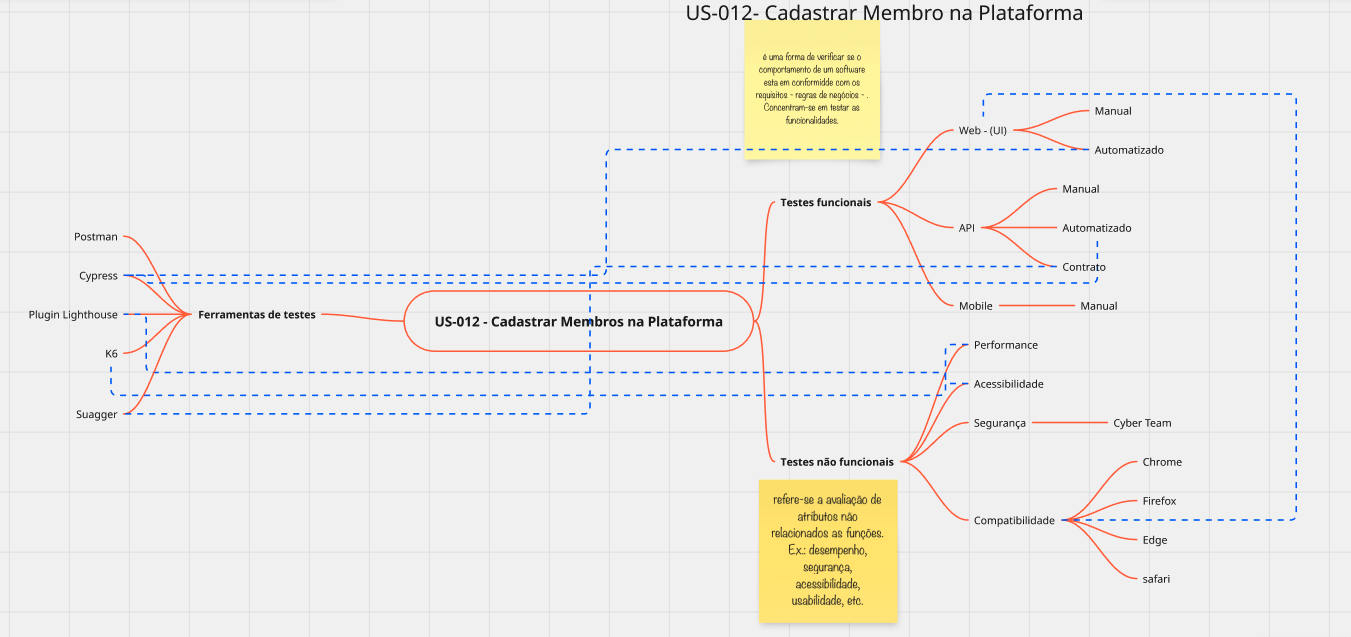 US-012- Cadastrar Membro na Plataforma
é uma forma de verificar se o
comportamento de um software
esta em conformidde com os
requisitos - regras de negócios - .
Concentram-se em testar as
funcionalidades.
Postman
Cypress
Plugin Lighthouse
K6
Suagger
Ferramentas de testes
US-012 - Cadastrar Membros na Plataforma
Testes funcionais
Web - (UI)
Manual
Automatizado
API
Manual
Automatizado
Contrato
Mobile
Manual
Testes não funcionais
Performance
Acessibilidade
Segurança
Cyber Team
Compatibilidade
Chrome
Firefox
Edge
safari
refere-se a avaliação de
atributos não
relacionados as funções.
Ex.: desempenho,
segurança,
acessibilidade,
usabilidade, etc.